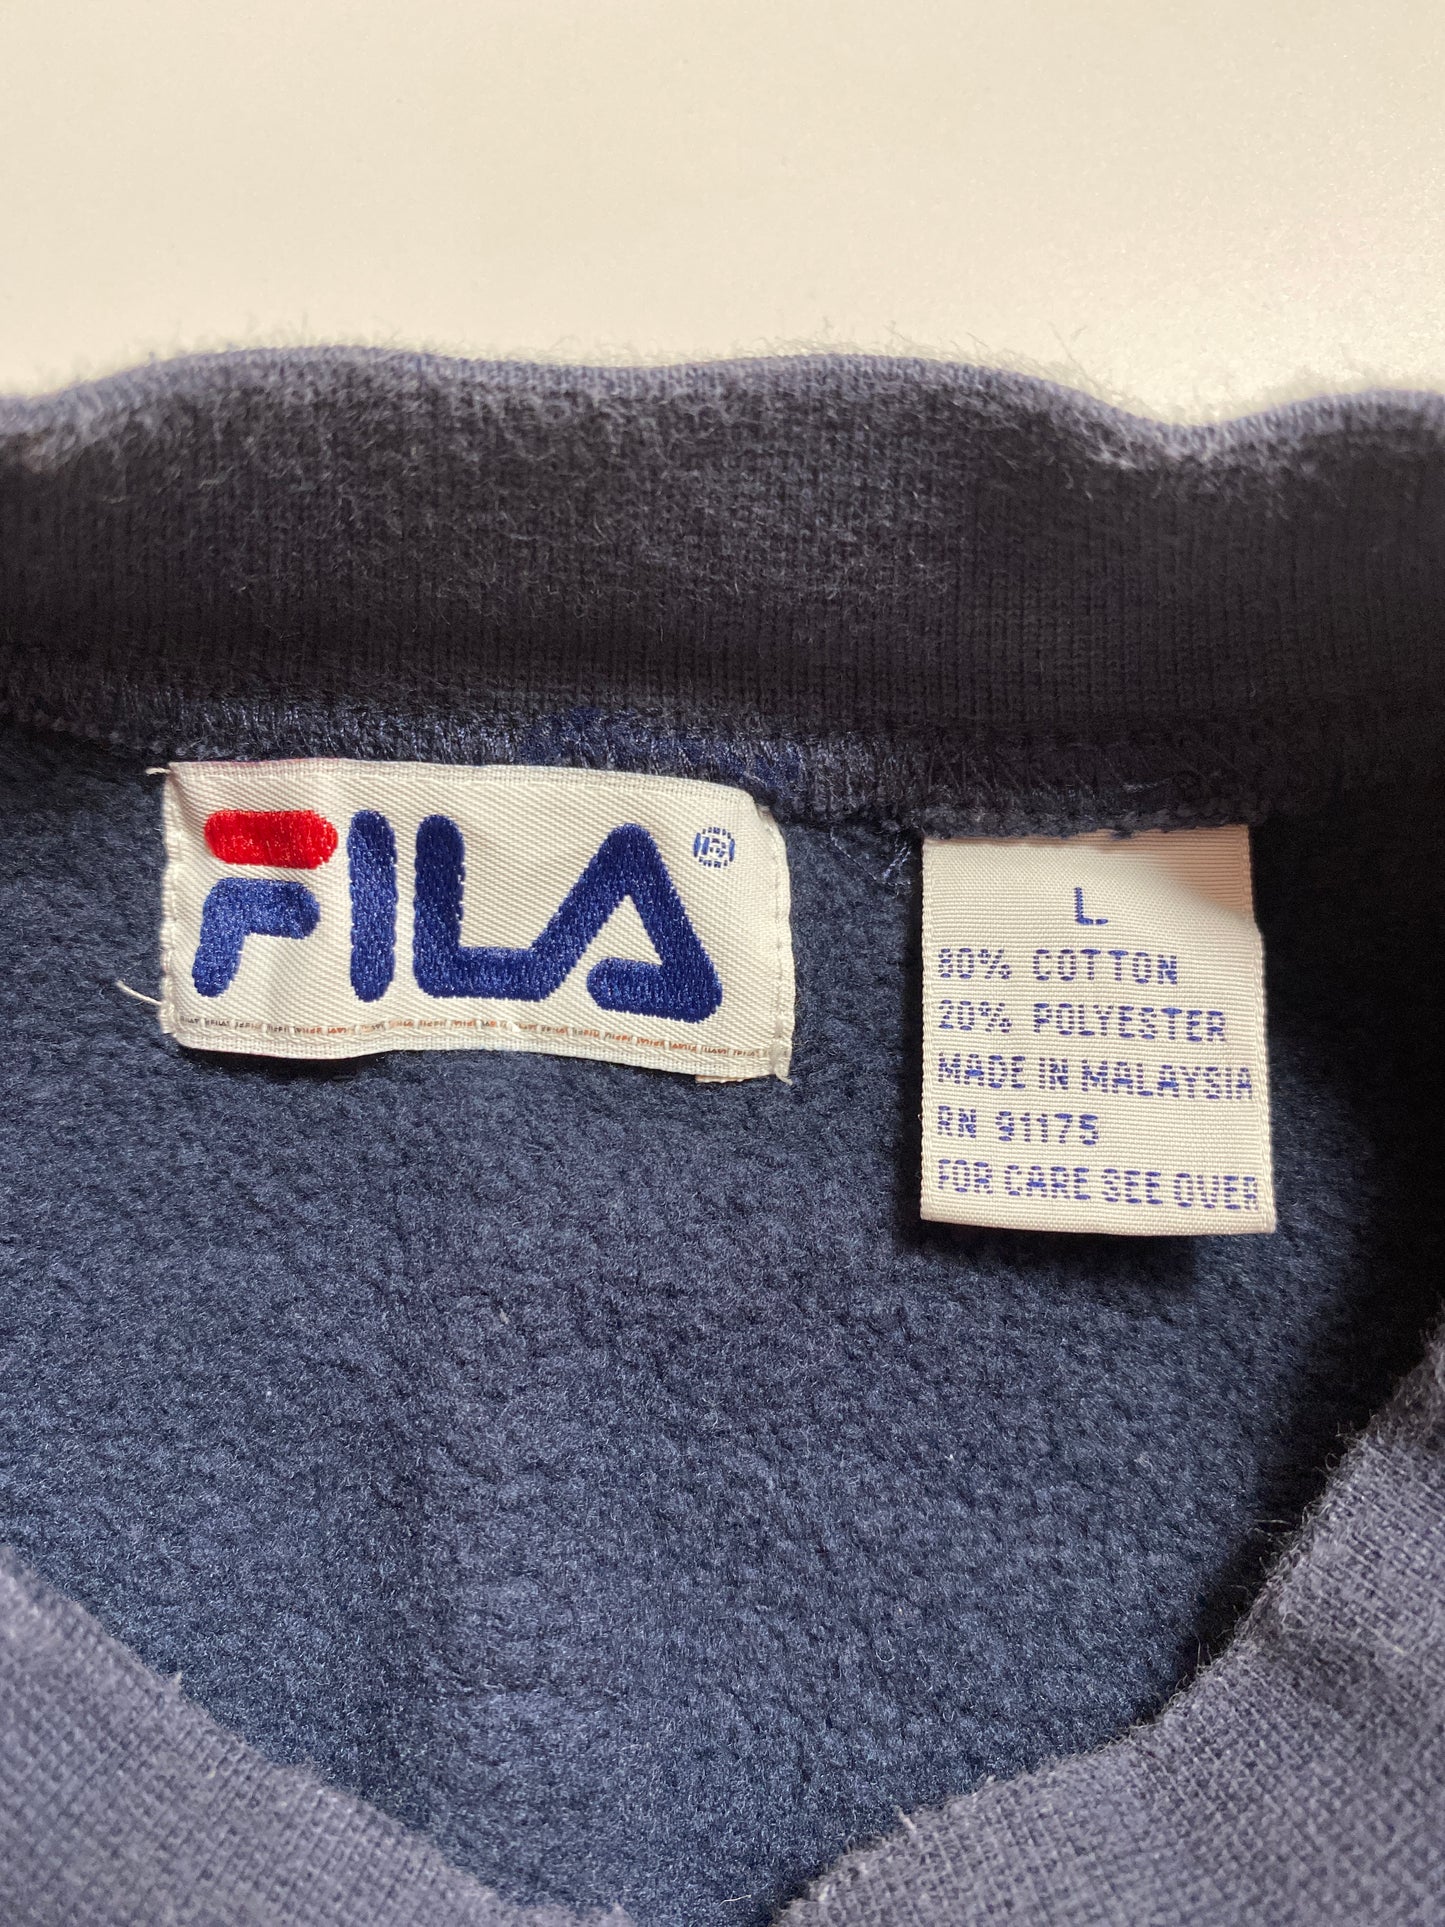 FILA®
L
80% COTTON
20% POLYESTER
MADE IN MALAYSIA
RN 91175
FOR CARE SEE OVER